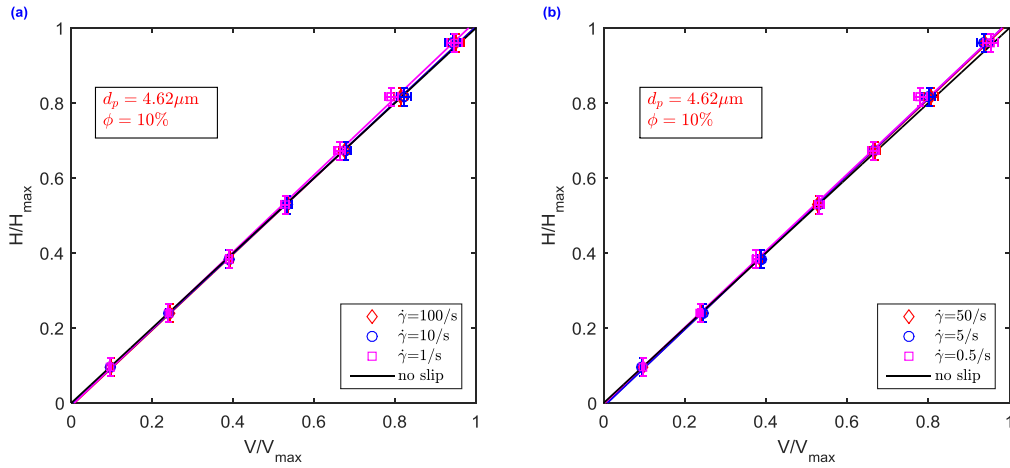 (a)
1
0.8
0.6
0.4
0.2
0
H/H_max
d_p = 4.62μm
ϕ = 10%
γ̇=100/s
γ̇=10/s
γ̇=1/s
no slip
0.2
0.4
0.6
0.8
1
V/V_max
(b)
1
0.8
0.6
0.4
0.2
0
H/H_max
d_p = 4.62μm
ϕ = 10%
γ̇=50/s
γ̇=5/s
γ̇=0.5/s
no slip
0.2
0.4
0.6
0.8
1
V/V_max